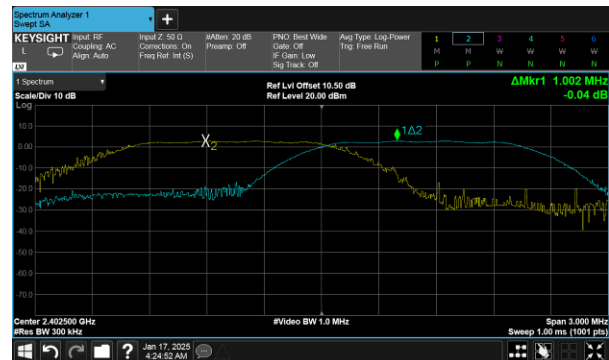 Spectrum Analyzer 1
Swept SA
KEYSIGHT Input: RF Input Z: 50 Ω #Atten: 20 dB PNO: Best Wide Avg Type: Log-Power 1 2 3 4 5 6
L Coupling: AC Corrections: On Preamp: Off Gate: Off Trig: Free Run M M W W W W
Align: Auto Freq Ref: Int (S) IF Gain: Low P P N N N N
LXI Sig Track: Off
1 Spectrum Ref Lvl Offset 10.50 dB ΔMkr1 1.002 MHz
Scale/Div 10 dB Ref Level 20.00 dBm -0.04 dB
Log
10.0
0.00
-10.0
-20.0
-30.0
-40.0
-50.0
-60.0
-70.0
X2
1Δ2
Center 2.402500 GHz #Video BW 1.0 MHz Span 3.000 MHz
#Res BW 300 kHz Sweep 1.00 ms (1001 pts)
? Jan 17, 2025
4:24:52 AM